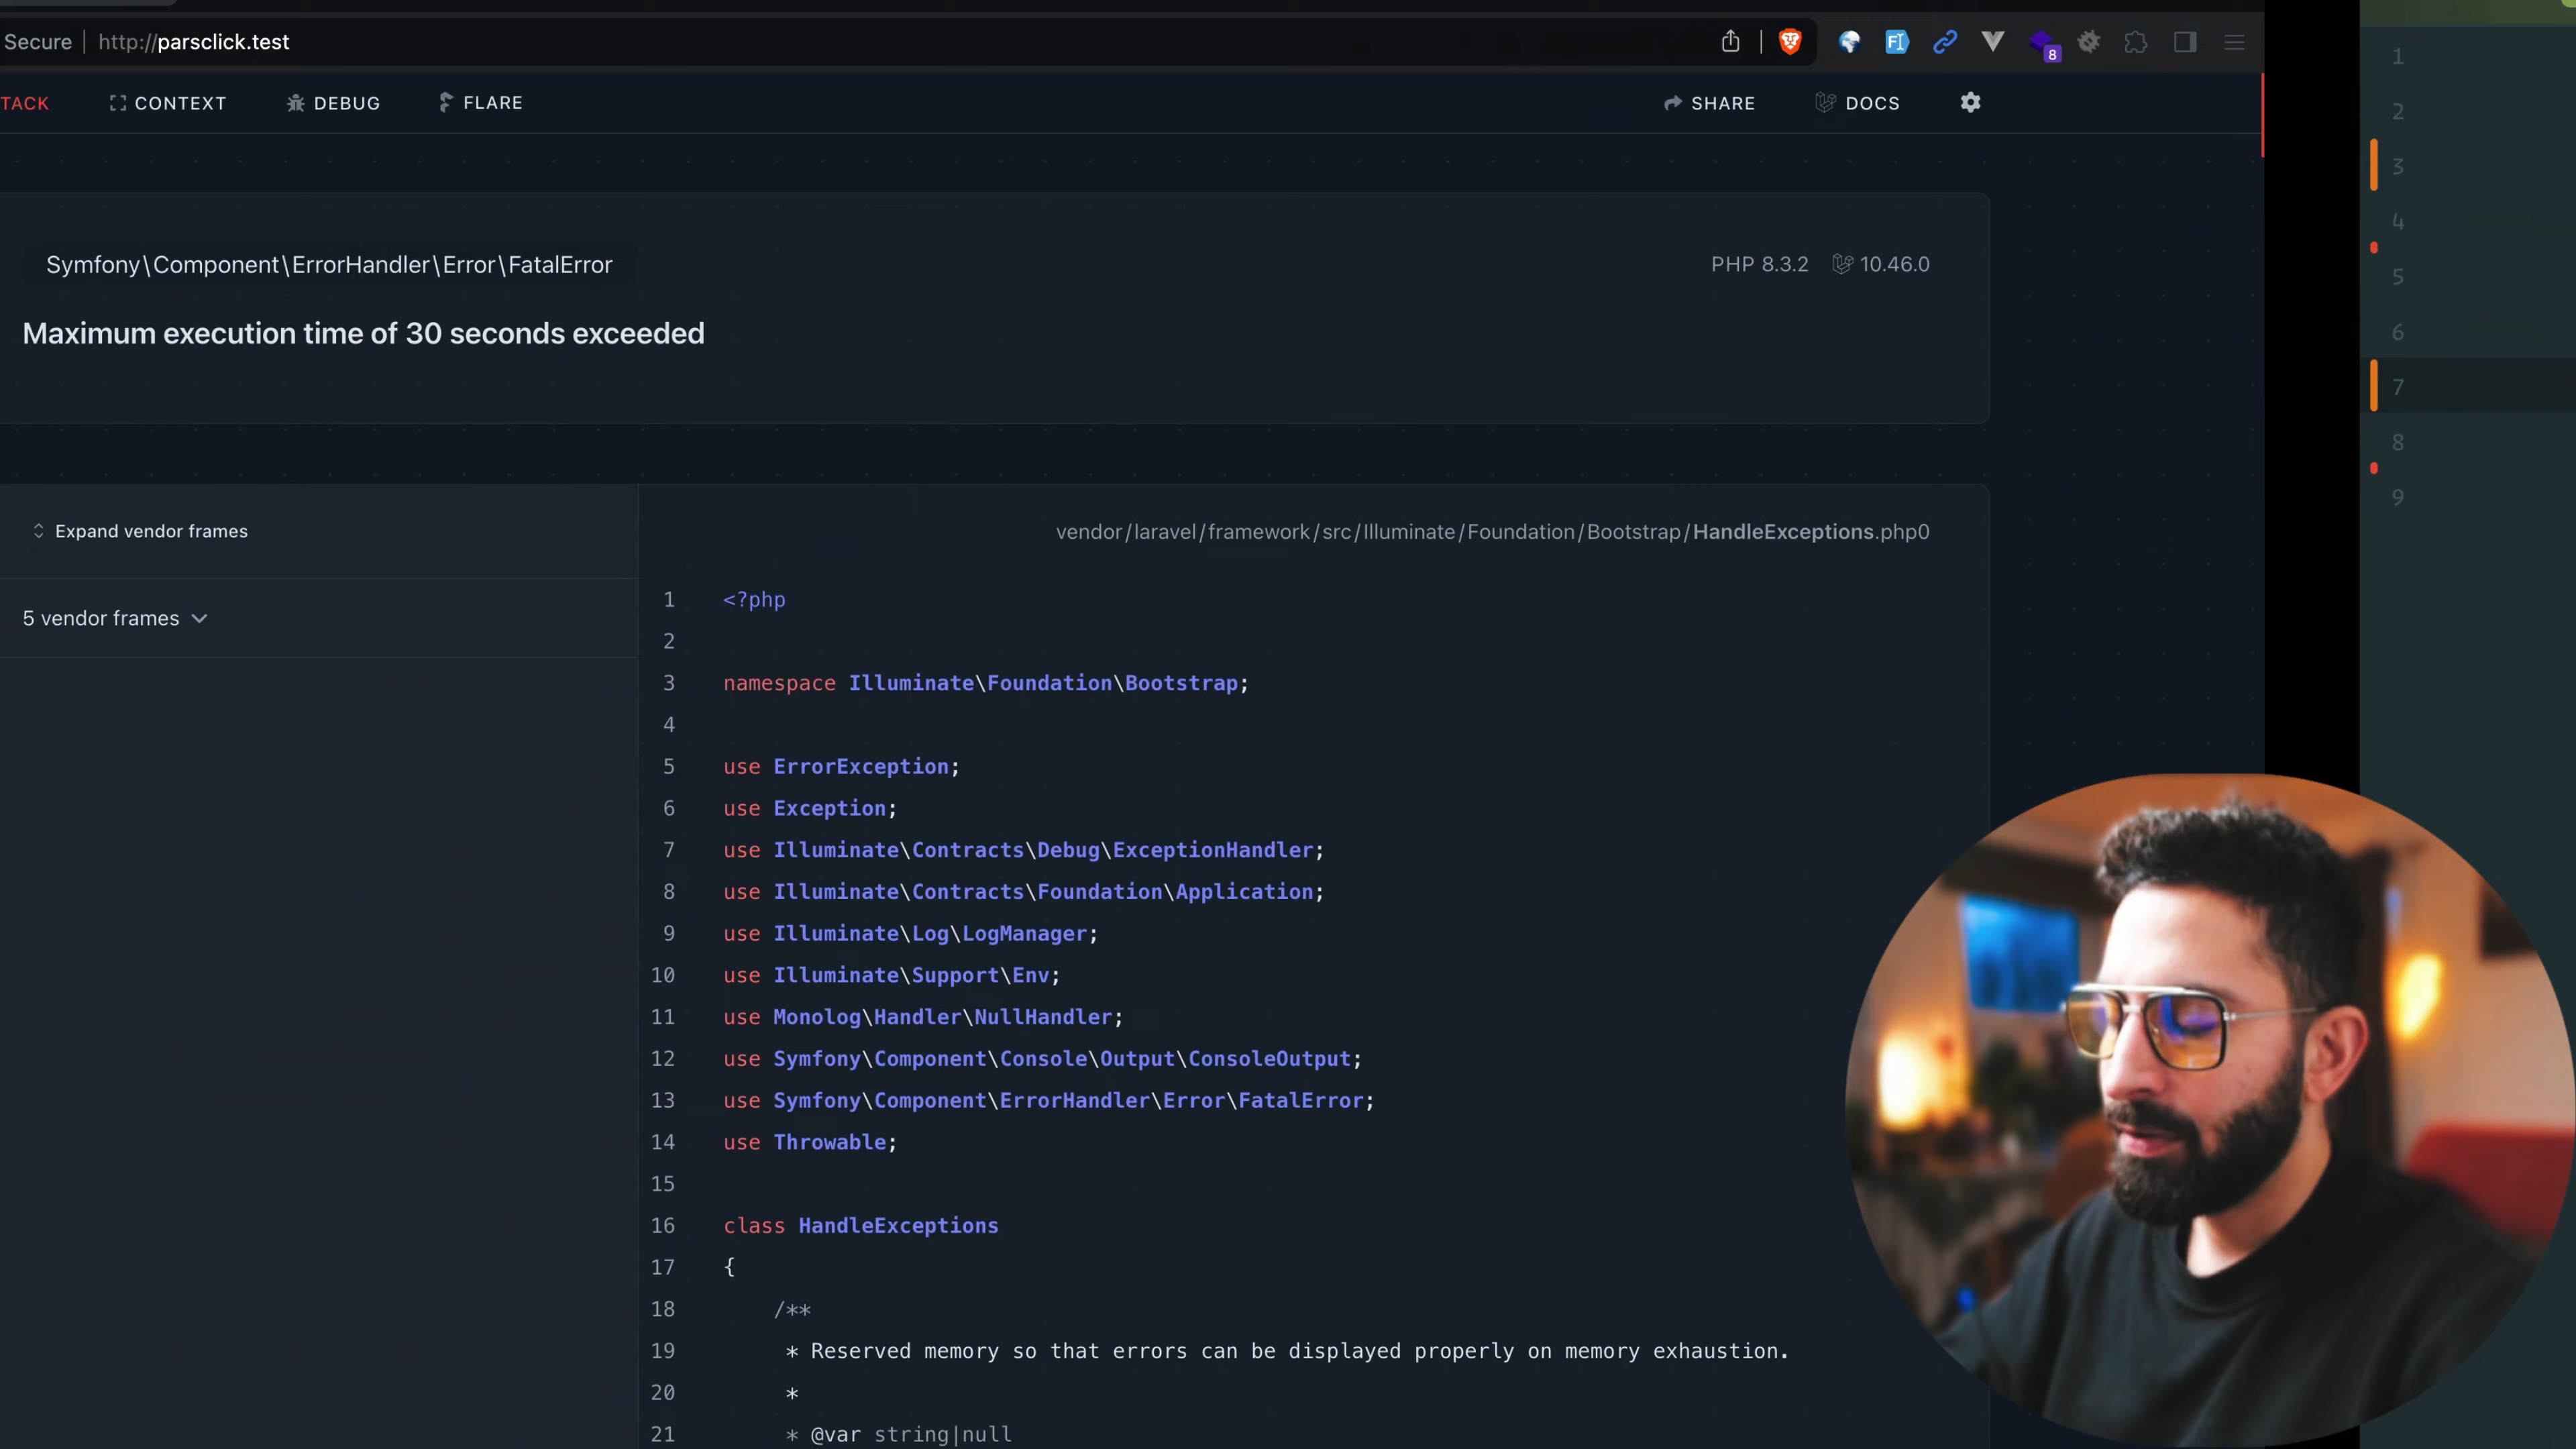 Secure | http://parsclick.test
8
TACK CONTEXT DEBUG FLARE SHARE DOCS
Symfony\Component\ErrorHandler\Error\FatalError
PHP 8.3.2 10.46.0
Maximum execution time of 30 seconds exceeded
Expand vendor frames
5 vendor frames
vendor/laravel/framework/src/Illuminate/Foundation/Bootstrap/HandleExceptions.php0
1 <?php
2
3 namespace Illuminate\Foundation\Bootstrap;
4
5 use ErrorException;
6 use Exception;
7 use Illuminate\Contracts\Debug\ExceptionHandler;
8 use Illuminate\Contracts\Foundation\Application;
9 use Illuminate\Log\LogManager;
10 use Illuminate\Support\Env;
11 use Monolog\Handler\NullHandler;
12 use Symfony\Component\Console\Output\ConsoleOutput;
13 use Symfony\Component\ErrorHandler\Error\FatalError;
14 use Throwable;
15
16 class HandleExceptions
17 {
18 /**
19 * Reserved memory so that errors can be displayed properly on memory exhaustion.
20 *
21 * @var string|null
1
2
3
4
5
6
7
8
9